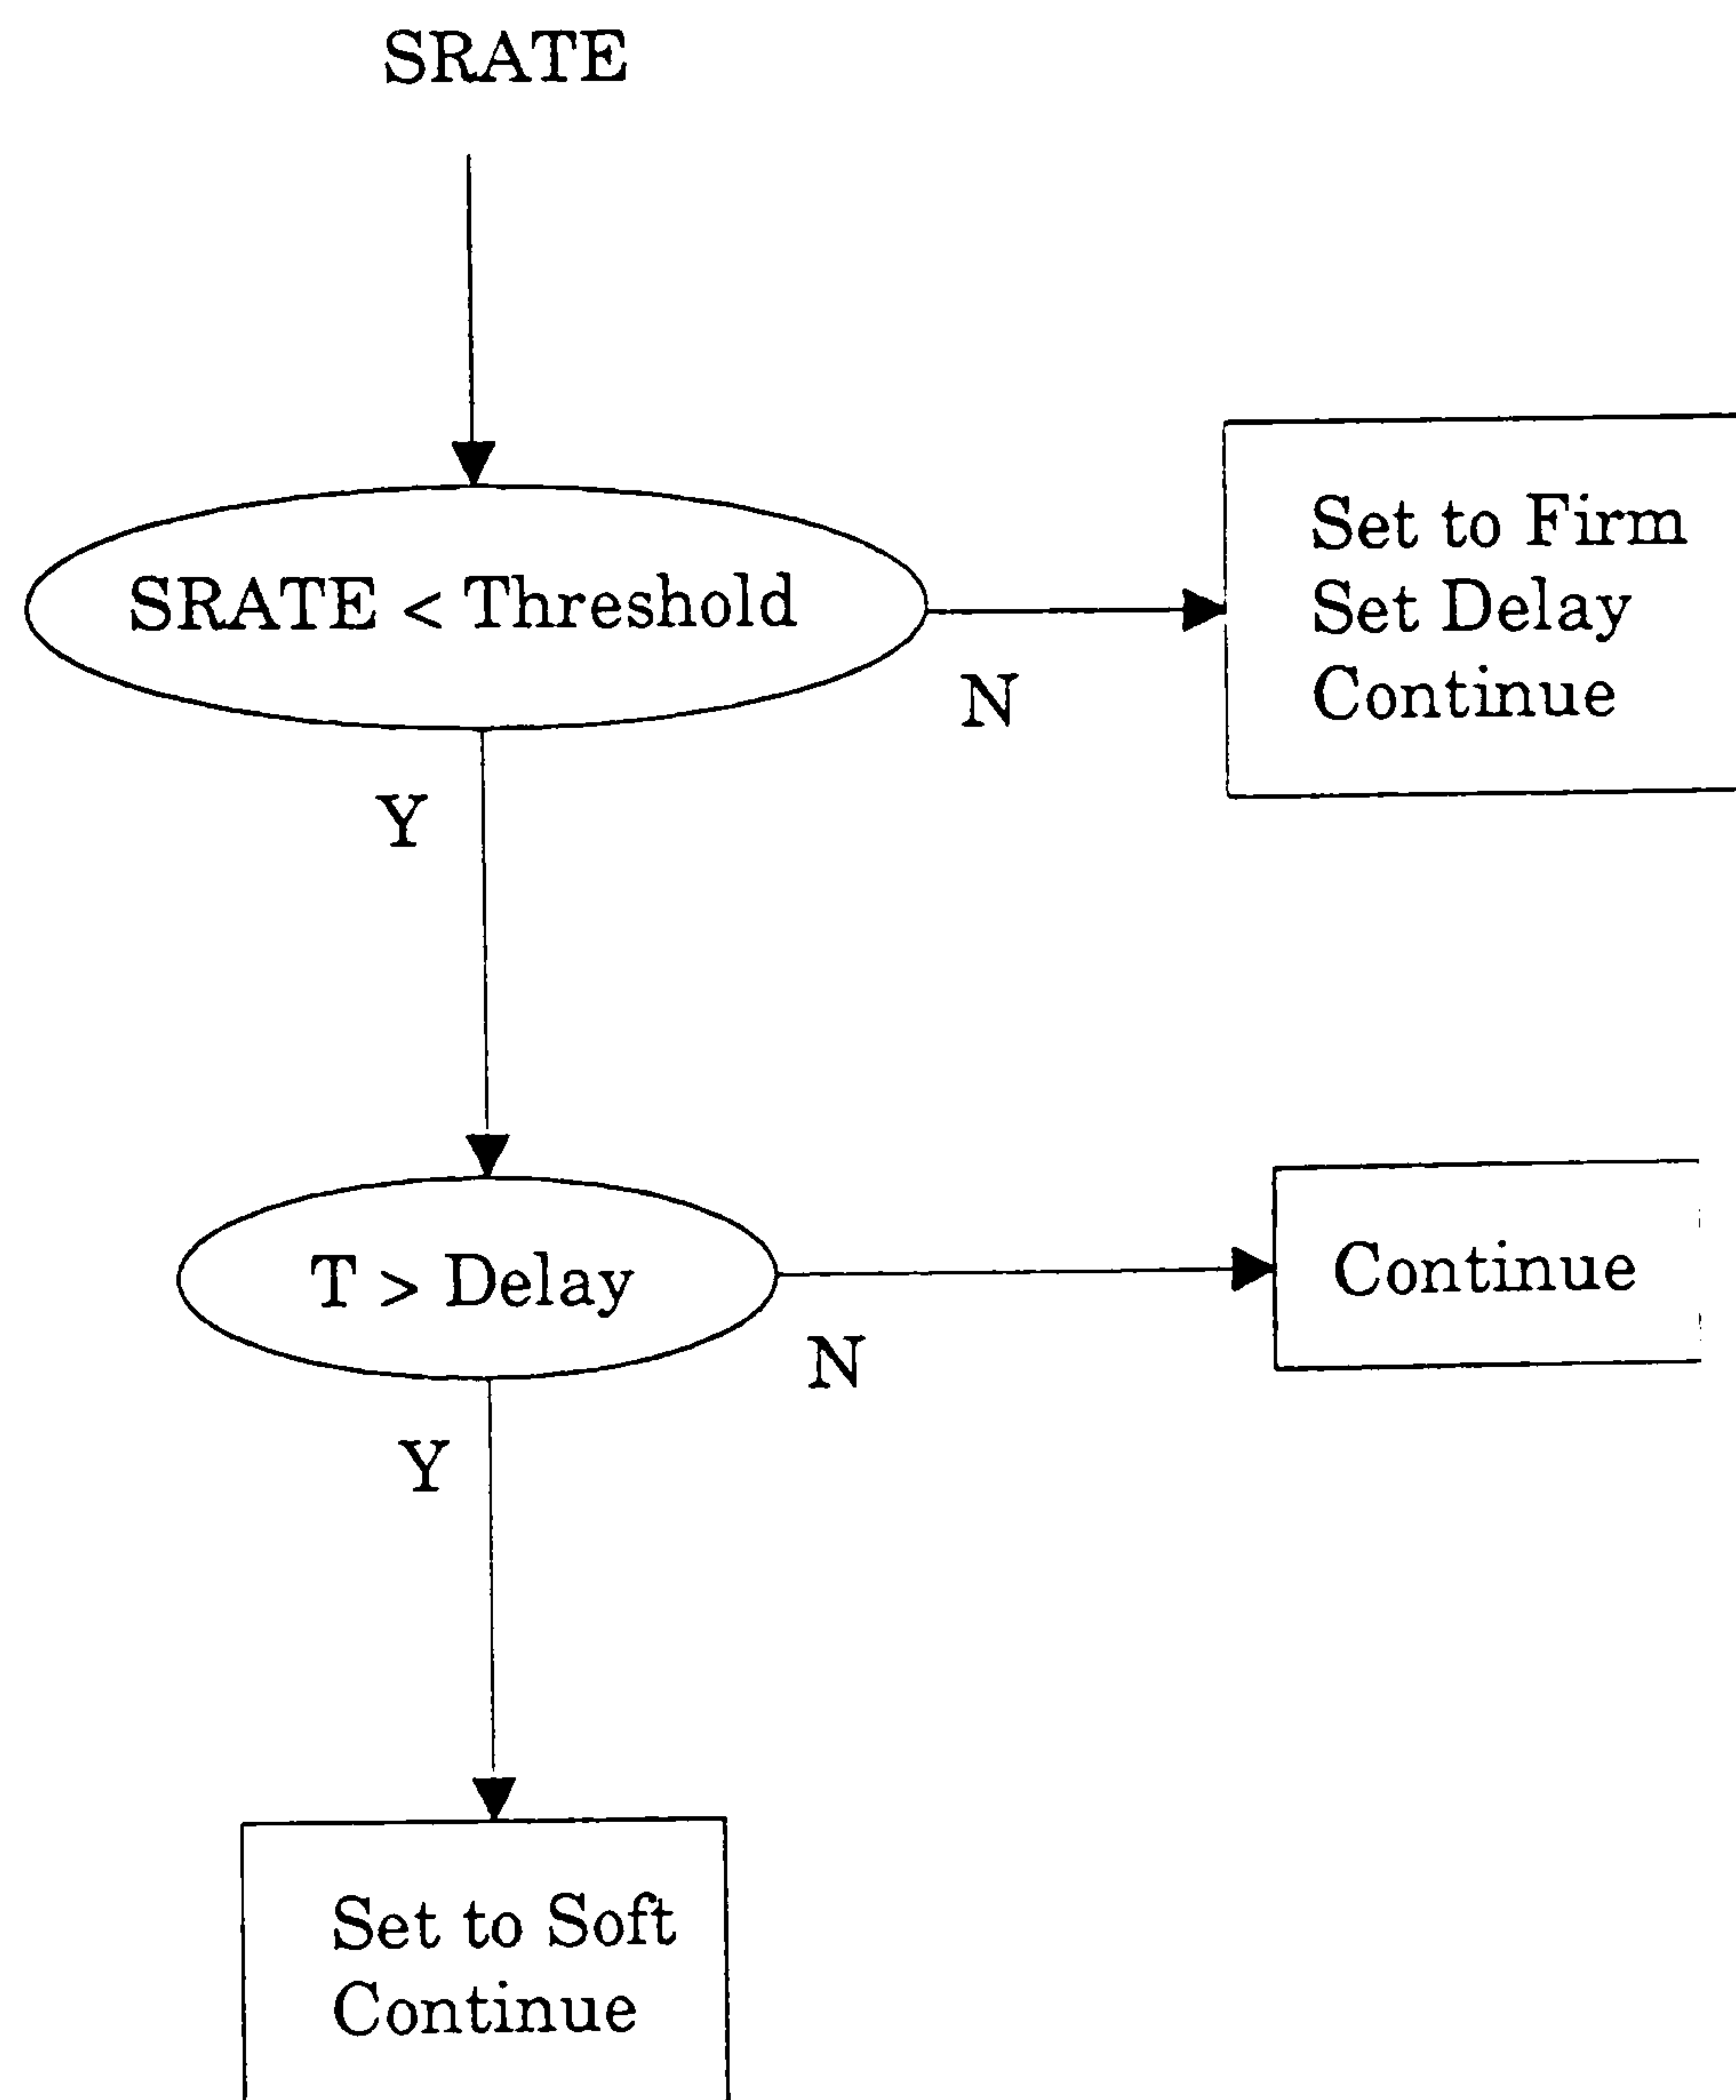 SRATE
SRATE < Threshold
N
Set to Firm
Set Delay
Continue
Y
T > Delay
N
Continue
Y
Set to Soft
Continue